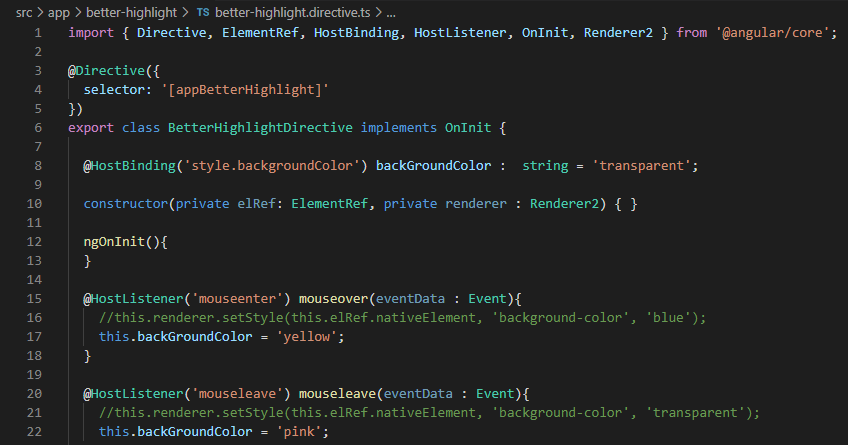 src > app > better-highlight > TS better-highlight.directive.ts > ...
1 import { Directive, ElementRef, HostBinding, HostListener, OnInit, Renderer2 } from '@angular/core';
2
3 @Directive({
4   selector: '[appBetterHighlight]'
5 })
6 export class BetterHighlightDirective implements OnInit {
7
8   @HostBinding('style.backgroundColor') backGroundColor :  string = 'transparent';
9
10   constructor(private elRef: ElementRef, private renderer : Renderer2) { }
11
12   ngOnInit(){
13   }
14
15   @HostListener('mouseenter') mouseover(eventData : Event){
16     //this.renderer.setStyle(this.elRef.nativeElement, 'background-color', 'blue');
17     this.backGroundColor = 'yellow';
18   }
19
20   @HostListener('mouseleave') mouseleave(eventData : Event){
21     //this.renderer.setStyle(this.elRef.nativeElement, 'background-color', 'transparent');
22     this.backGroundColor = 'pink';